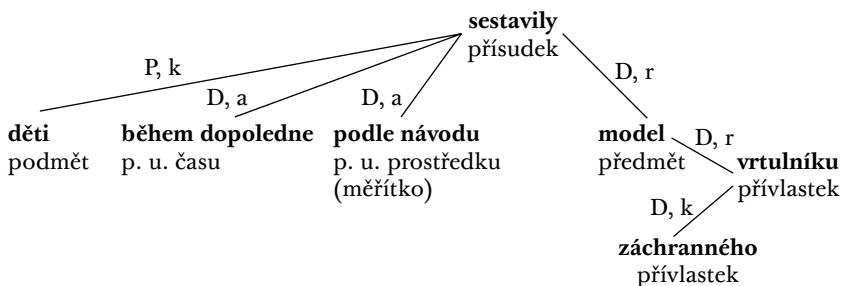 sestavily
přísudek
P, k
D, a
D, a
D, r
děti
podmět
během dopoledne
p. u. času
podle návodu
p. u. prostředku
(měřítko)
model
předmět
D, r
vrtulníku
přívlastek
D, k
záchranného
přívlastek